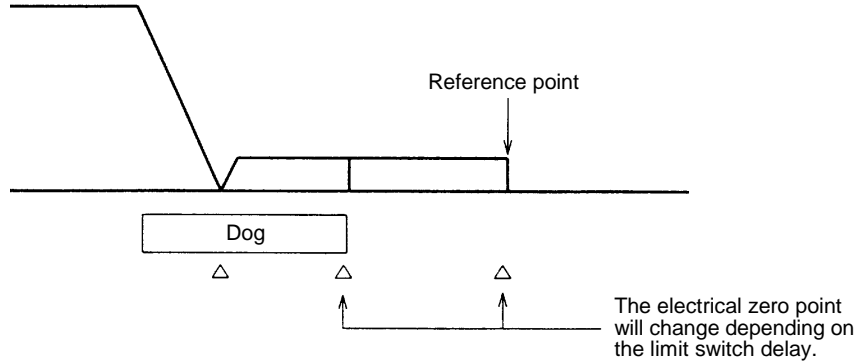 Reference point
Dog
The electrical zero point
will change depending on
the limit switch delay.